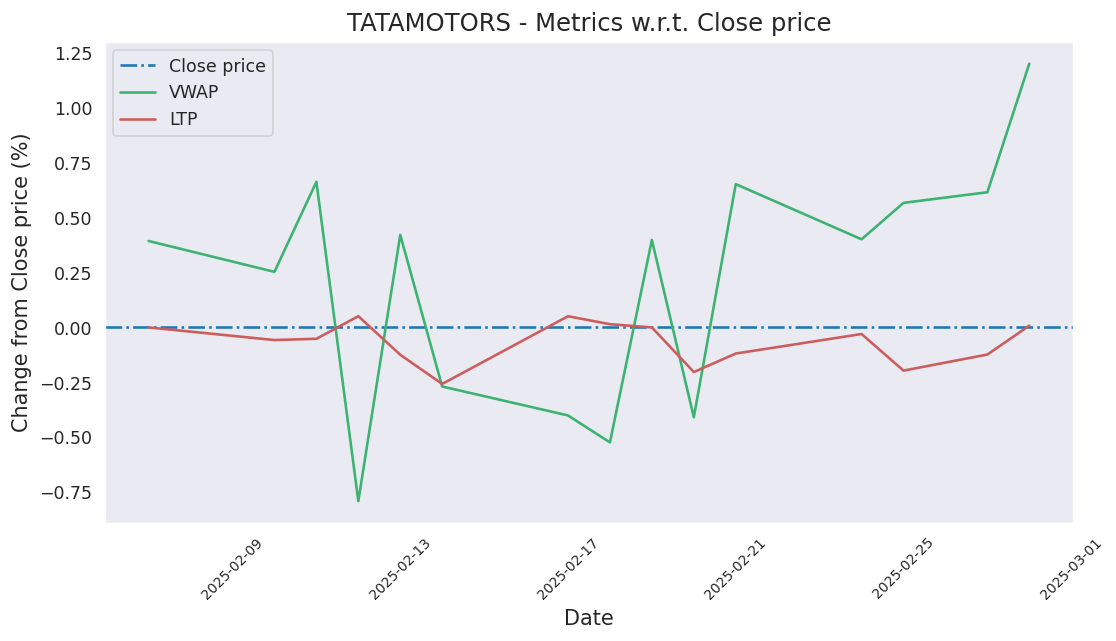 TATAMOTORS - Metrics w.r.t. Close price
Close price
VWAP
LTP
Change from Close price (%)
1.25
1.00
0.75
0.50
0.25
0.00
−0.25
−0.50
−0.75
2025-02-09
2025-02-13
2025-02-17
2025-02-21
2025-02-25
2025-03-01
Date